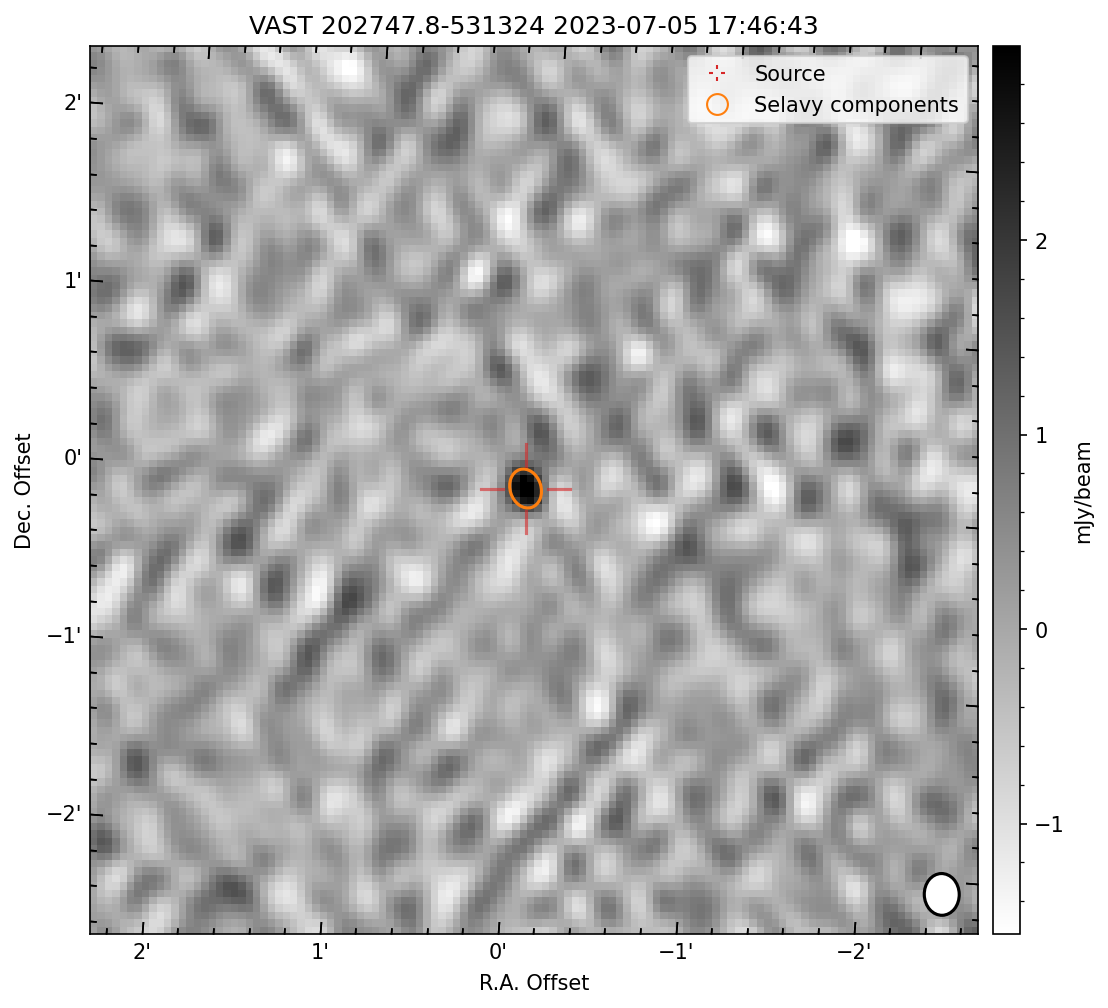 VAST 202747.8-531324 2023-07-05 17:46:43
Source
Selavy components
2'
1'
0'
−1'
−2'
Dec. Offset
2'
1'
0'
−1'
−2'
R.A. Offset
2
1
0
−1
mJy/beam